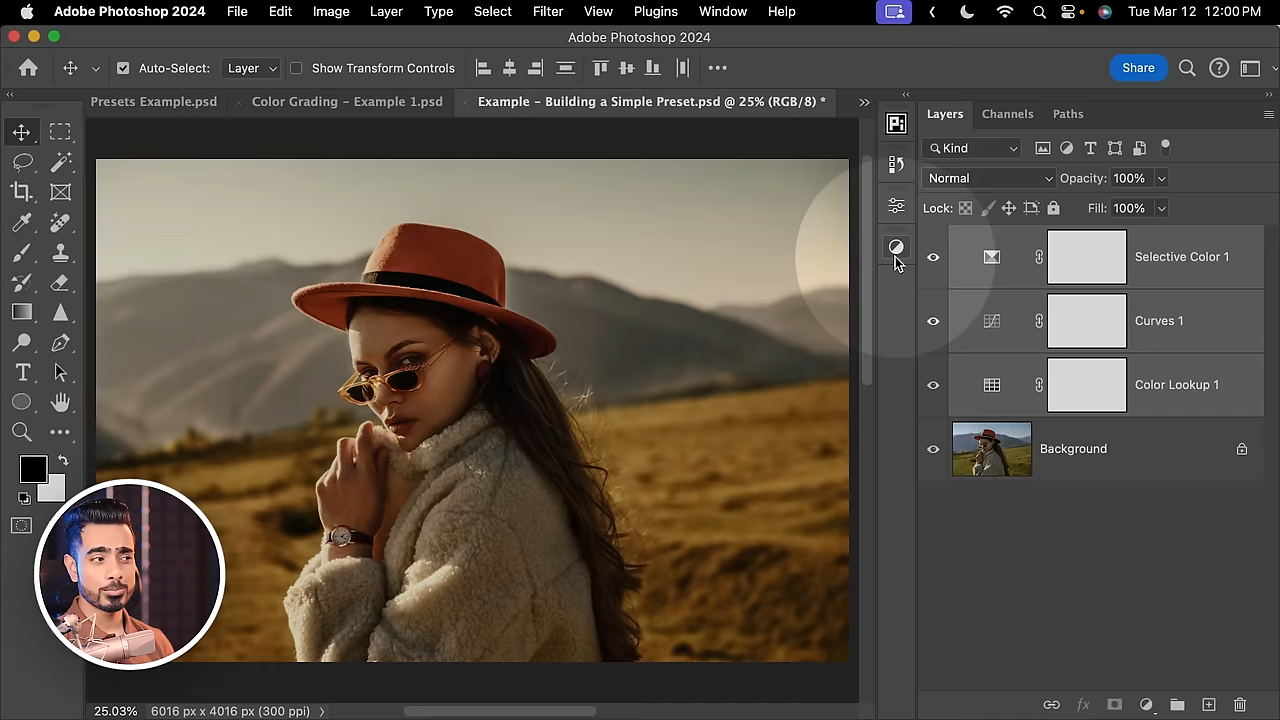 Adobe Photoshop 2024 File Edit Image Layer Type Select Filter View Plugins Window Help Tue Mar 12 12:00 PM
Adobe Photoshop 2024
Auto-Select: Layer Show Transform Controls Share
Presets Example.psd Color Grading - Example 1.psd Example - Building a Simple Preset.psd @ 25% (RGB/8) *
Pi
Layers Channels Paths
Kind
Normal Opacity: 100%
Lock: Fill: 100%
Selective Color 1
Curves 1
Color Lookup 1
Background
25.03% 6016 px x 4016 px (300 ppi)